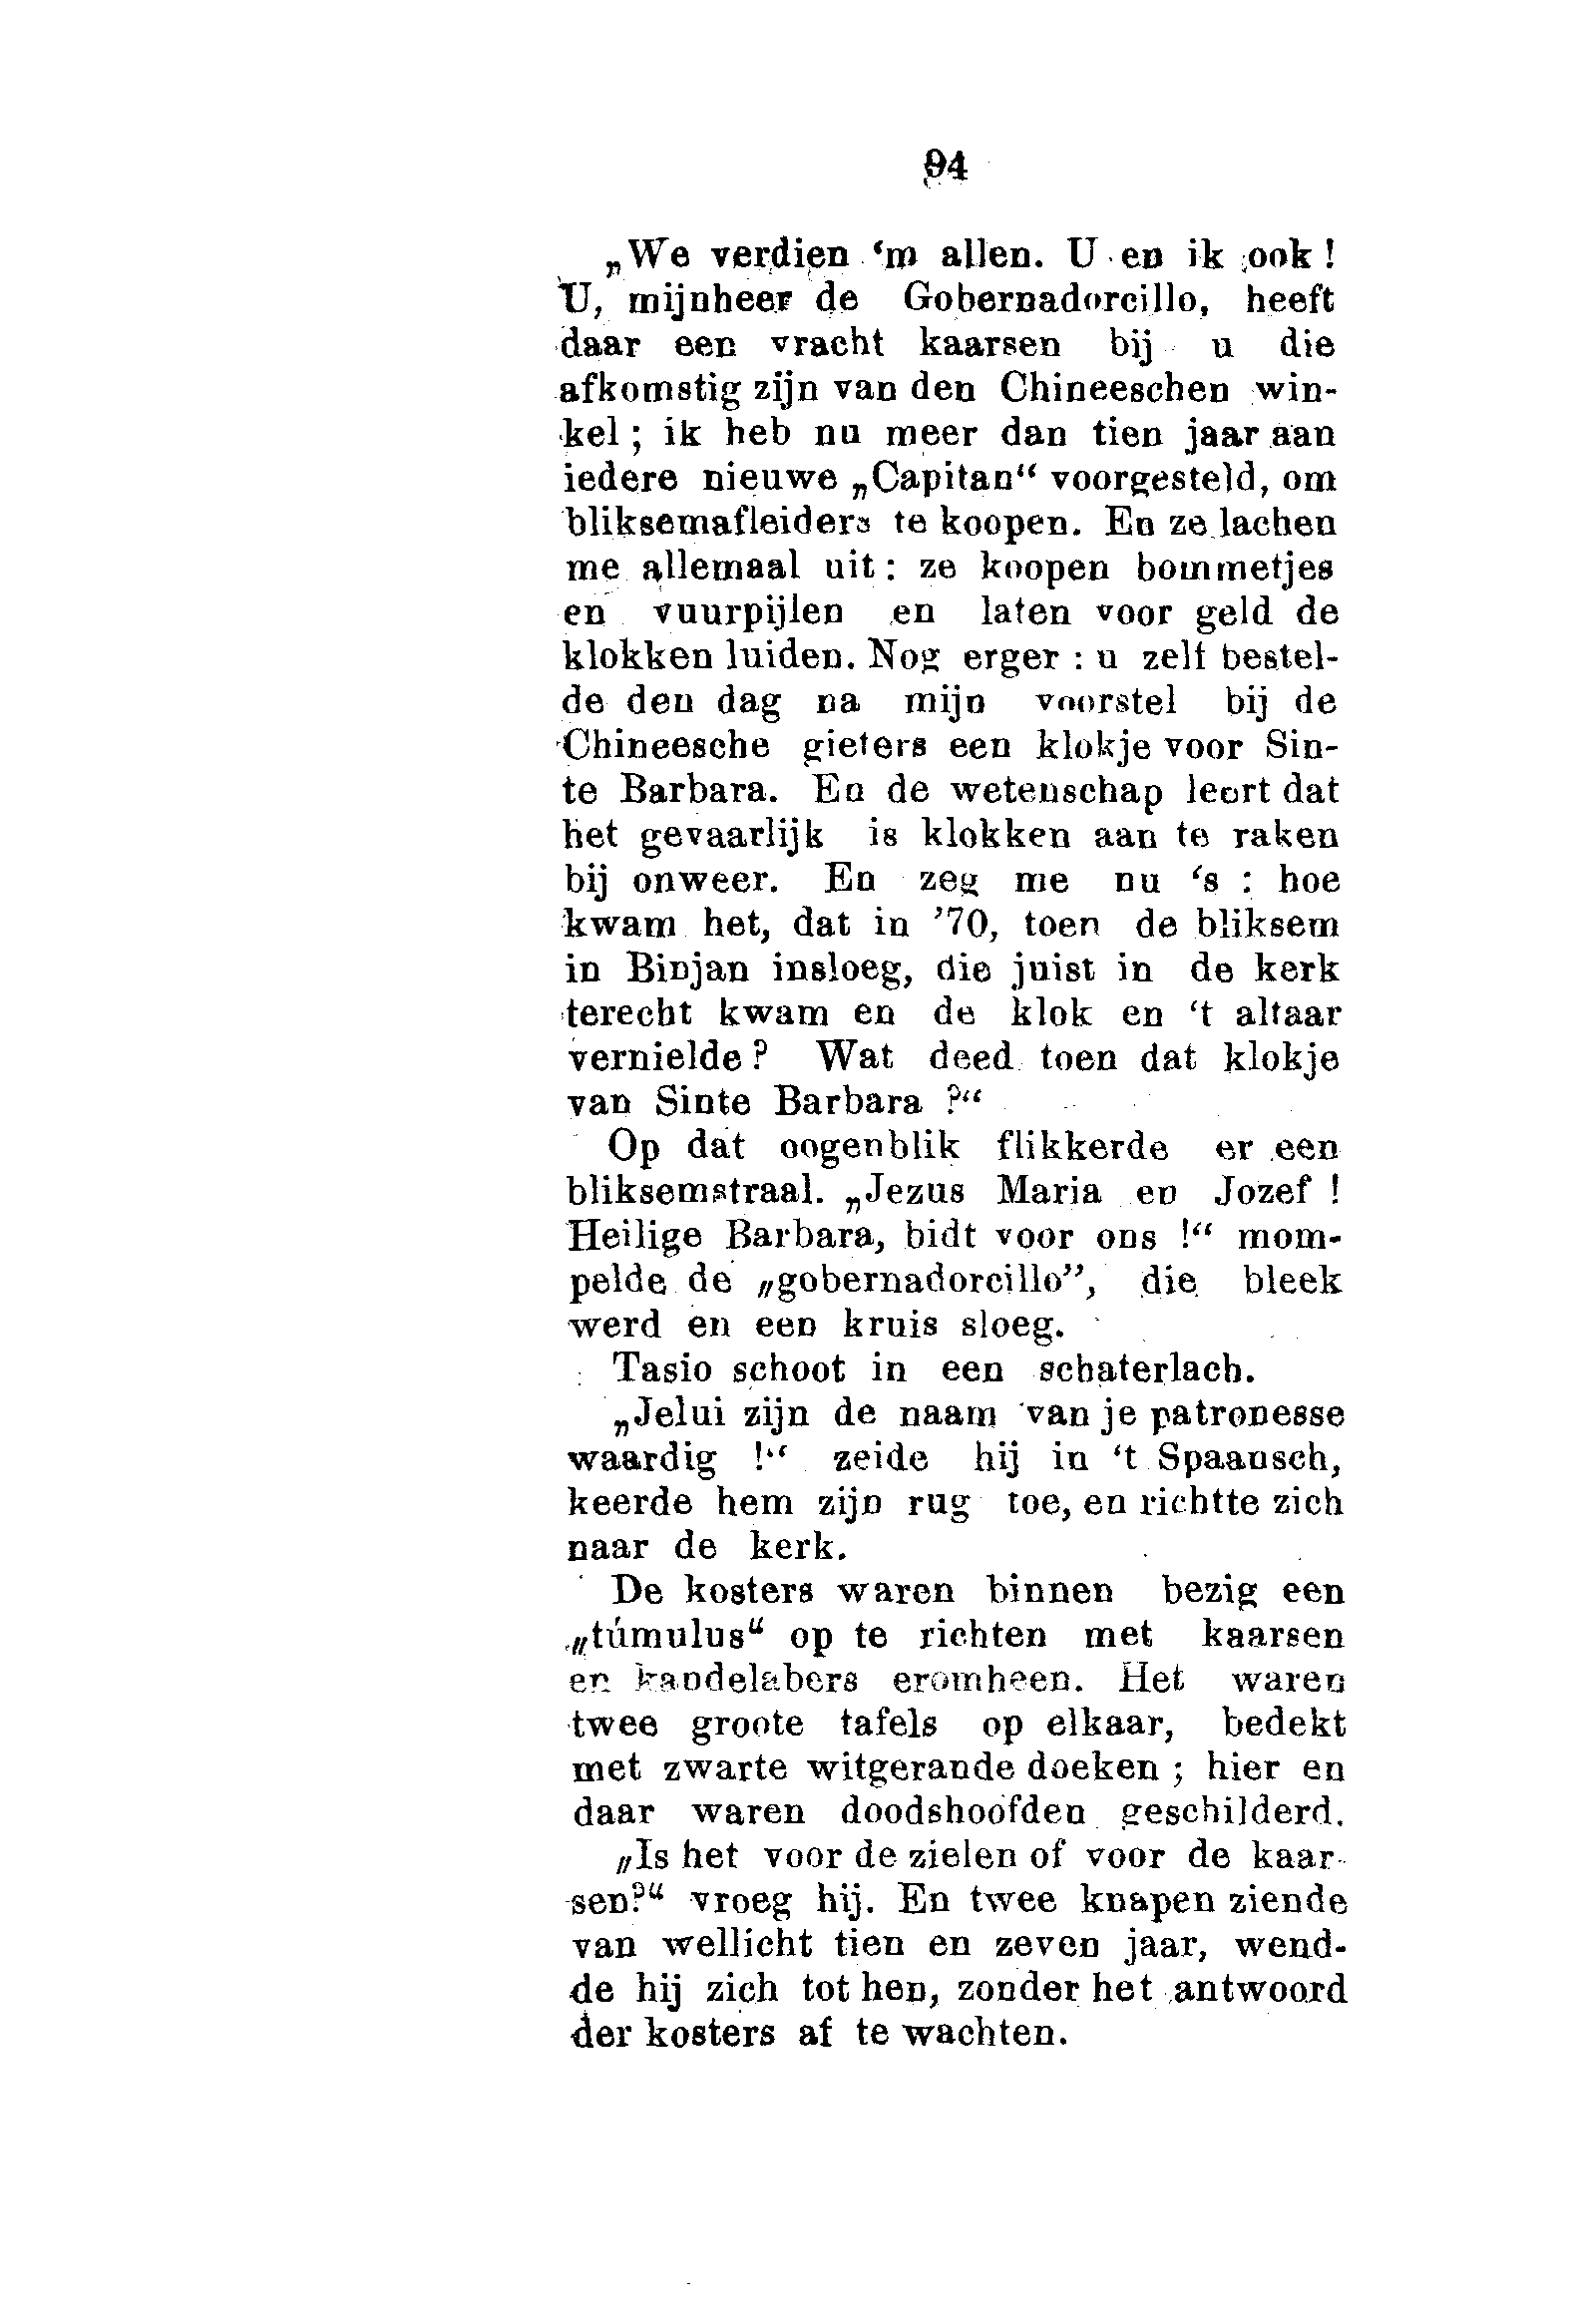 94
„We verdien ‘m allen. U en ik ook !
U, mijnheer de Gobernadorcillo, heeft
daar een vracht kaarsen bij u die
afkomstig zijn van den Chineeschen win-
kel ; ik heb nu meer dan tien jaar aan
iedere nieuwe „Capitan“ voorgesteld, om
bliksemafleiders te koopen. En ze lachen
me allemaal uit : ze koopen bommetjes
en vuurpijlen en laten voor geld de
klokken luiden. Nog erger : u zelf bestel-
de den dag na mijn voorstel bij de
Chineesche gieters een klokje voor Sin-
te Barbara. En de wetenschap leert dat
het gevaarlijk is klokken aan te raken
bij onweer. En zeg me nu ‘s : hoe
kwam het, dat in ’70, toen de bliksem
in Binjan insloeg, die juist in de kerk
terecht kwam en de klok en ‘t altaar
vernielde ? Wat deed toen dat klokje
van Sinte Barbara ?“
Op dat oogenblik flikkerde er een
bliksemstraal. „Jezus Maria en Jozef !
Heilige Barbara, bidt voor ons !“ mom-
pelde de „gobernadorcillo”, die bleek
werd en een kruis sloeg.
Tasio schoot in een schaterlach.
„Jelui zijn de naam van je patronesse
waardig !“ zeide hij in ‘t Spaansch,
keerde hem zijn rug toe, en richtte zich
naar de kerk.
De kosters waren binnen bezig een
„túmulus“ op te richten met kaarsen
en kandelabers eromheen. Het waren
twee groote tafels op elkaar, bedekt
met zwarte witgerande doeken ; hier en
daar waren doodshoofden geschilderd.
„Is het voor de zielen of voor de kaar-
sen?“ vroeg hij. En twee knapen ziende
van wellicht tien en zeven jaar, wend-
de hij zich tot hen, zonder het antwoord
der kosters af te wachten.